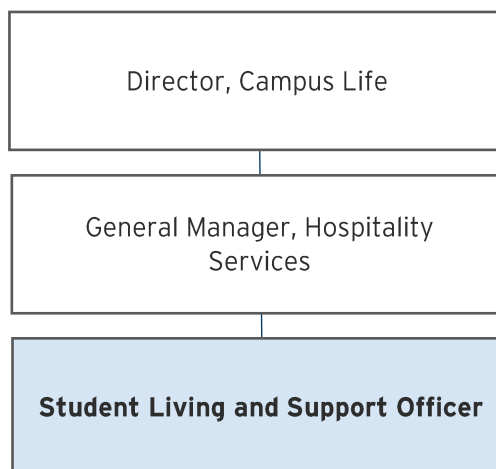 Director, Campus Life
General Manager, Hospitality
Services
Student Living and Support Officer